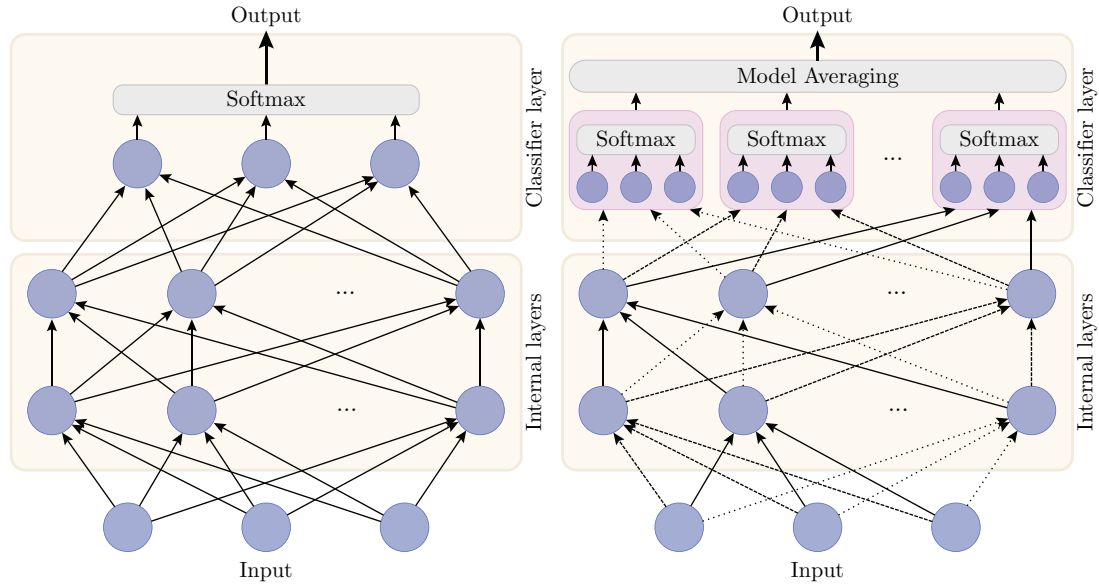 Output
Softmax
Classifier layer
...
...
Internal layers
Input
Output
Model Averaging
Softmax
Softmax
...
Softmax
Classifier layer
...
...
Internal layers
Input